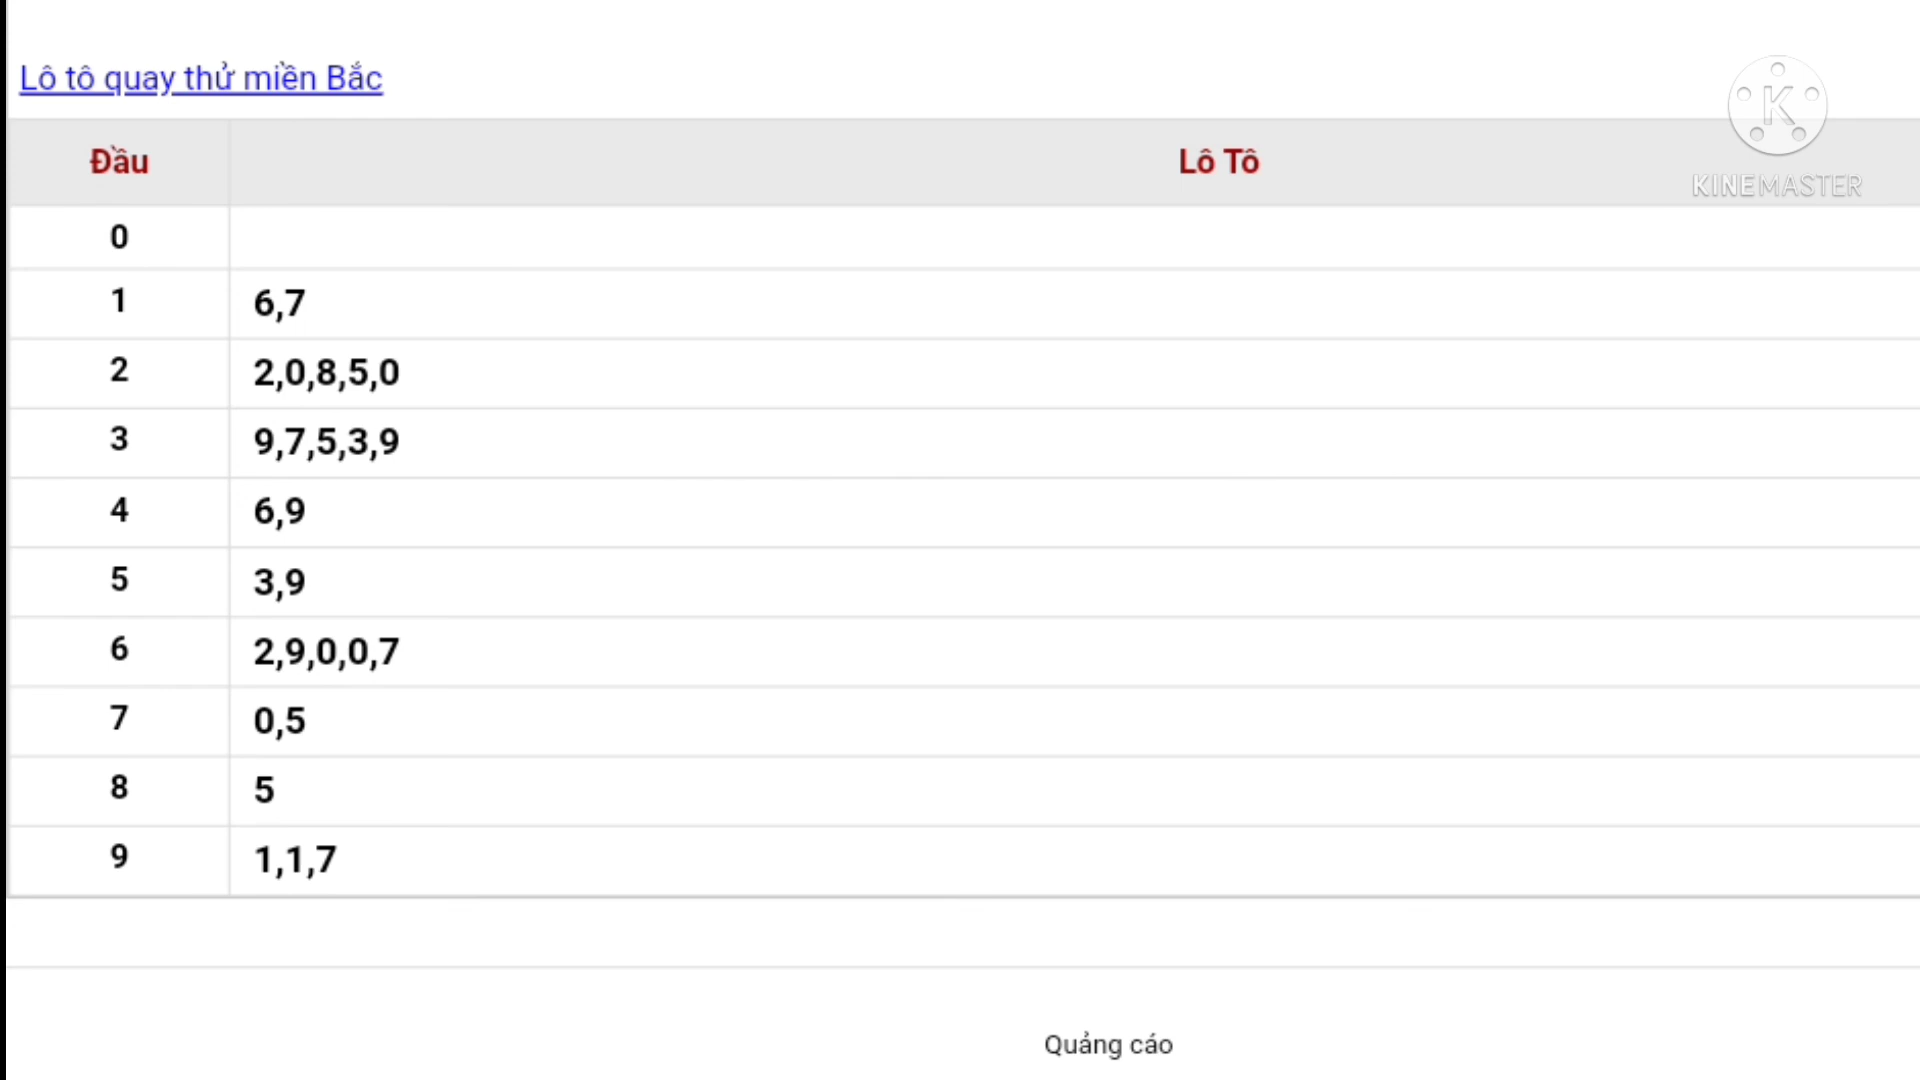 Lô tô quay thử miền Bắc
K
KINEMASTER
Đầu Lô Tô
0
1 6,7
2 2,0,8,5,0
3 9,7,5,3,9
4 6,9
5 3,9
6 2,9,0,0,7
7 0,5
8 5
9 1,1,7
Quảng cáo